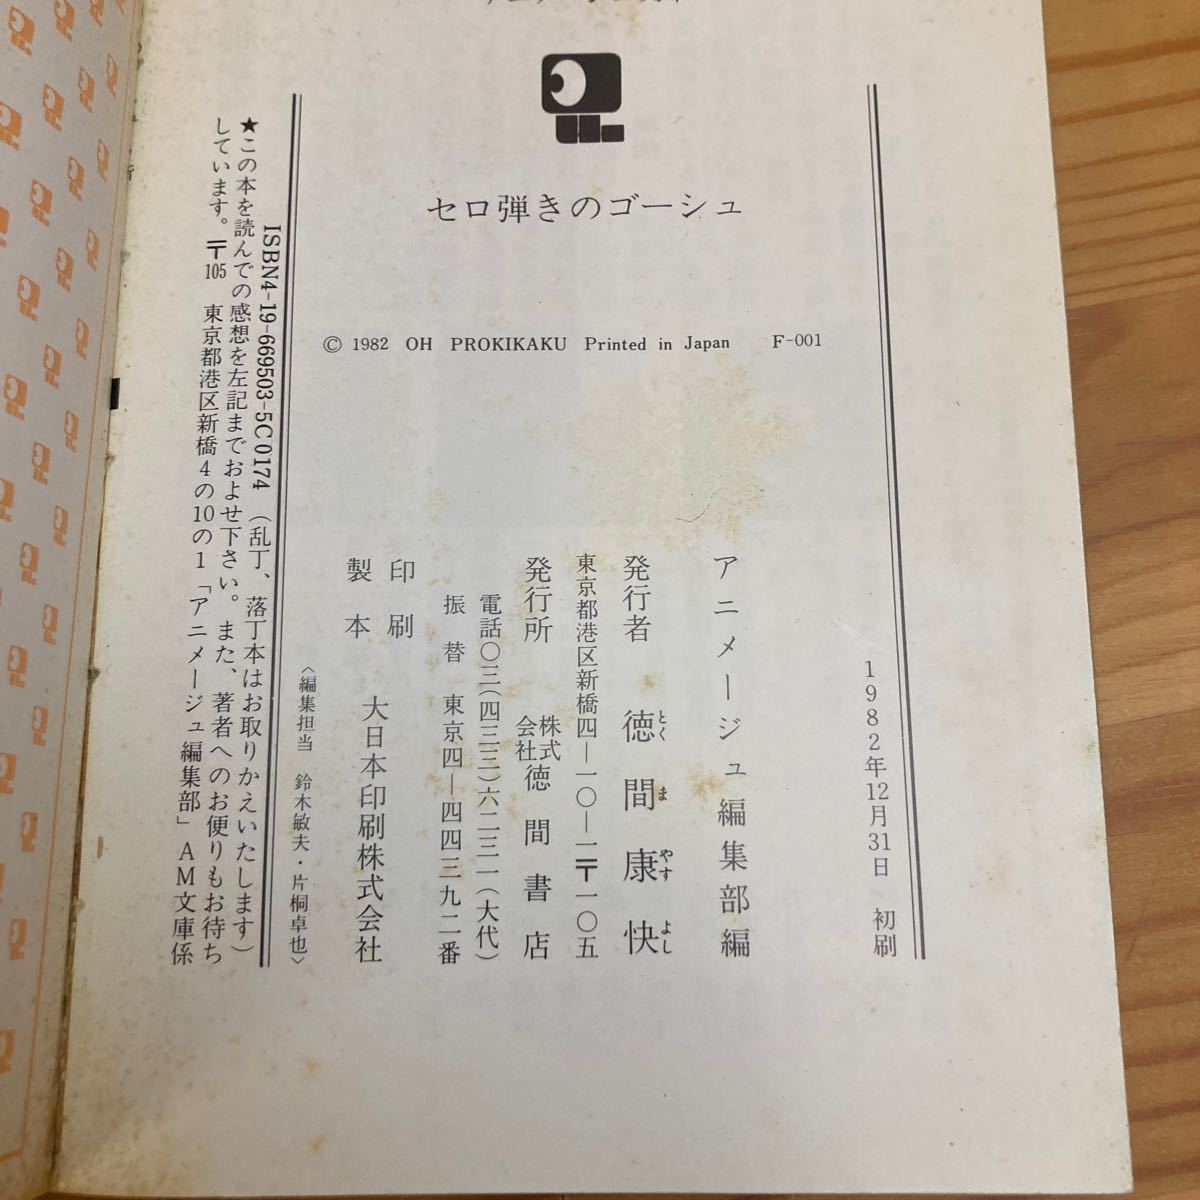 セロ弾きのゴーシュ
© 1982 OH PROKIKAKU Printed in Japan F-001
1982年12月31日 初刷
アニメージュ編集部編
発行者 徳間康快
とくまやすよし
東京都港区新橋四―一〇―一〒一〇五
発行所 株式会社徳間書店
電話〇三(四三三)六二三一(大代)
振替 東京四―四四三九二番
印刷
製本
大日本印刷株式会社
〈編集担当 鈴木敏夫・片桐卓也〉
ISBN4-19-669503-5C0174 (乱丁、落丁本はお取りかえいたします)
★この本を読んでの感想を左記までおよせ下さい。また、著者へのお便りもお待ち
しています。〒105 東京都港区新橋4の10の1「アニメージュ編集部」AM文庫係